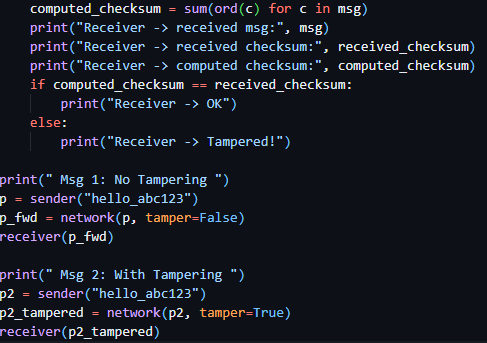 computed_checksum = sum(ord(c) for c in msg)
print("Receiver -> received msg:", msg)
print("Receiver -> received checksum:", received_checksum)
print("Receiver -> computed checksum:", computed_checksum)
if computed_checksum == received_checksum:
print("Receiver -> OK")
else:
print("Receiver -> Tampered!")
print(" Msg 1: No Tampering ")
p = sender("hello_abc123")
p_fwd = network(p, tamper=False)
receiver(p_fwd)
print(" Msg 2: With Tampering ")
p2 = sender("hello_abc123")
p2_tampered = network(p2, tamper=True)
receiver(p2_tampered)